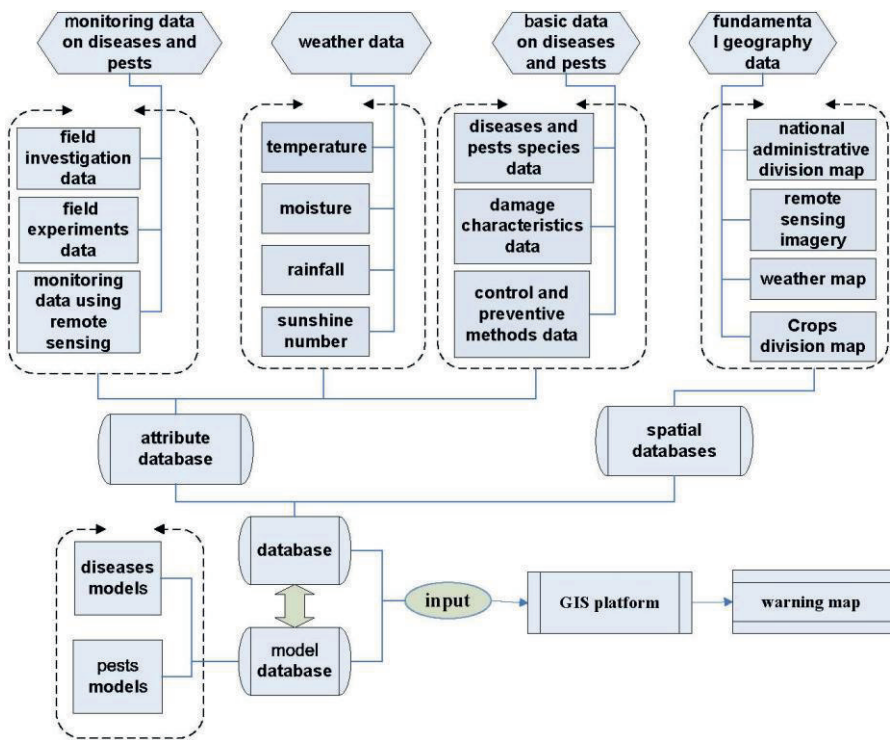 monitoring data
on diseases and
pests
weather data
basic data
on diseases
and pests
fundamenta
l geography
data
field
investigation
data
field
experiments
data
monitoring
data using
remote
sensing
temperature
moisture
rainfall
sunshine
number
diseases and
pests species
data
damage
characteristics
data
control and
preventive
methods data
national
administrative
division map
remote
sensing
imagery
weather map
Crops
division map
attribute
database
spatial
databases
diseases
models
pests
models
database
model
database
input
GIS platform
warning map